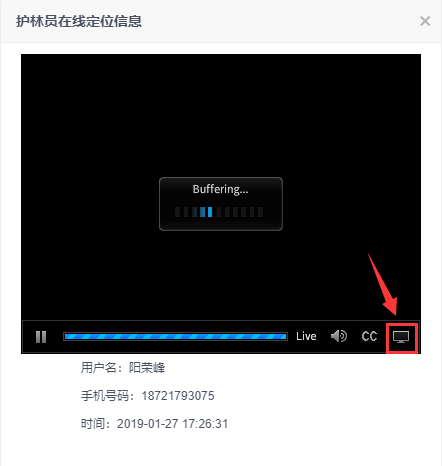 护林员在线定位信息
Buffering...
Live CC
用户名：阳荣峰
手机号码：18721793075
时间：2019-01-27 17:26:31